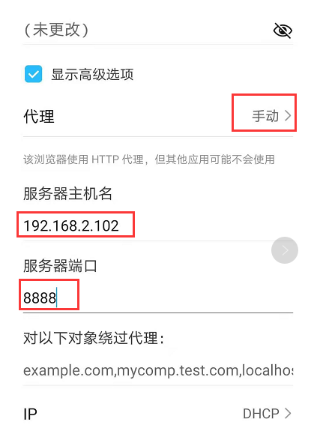 (未更改)
显示高级选项
代理 手动
该浏览器使用 HTTP 代理，但其他应用可能不会使用
服务器主机名
192.168.2.102
服务器端口
8888
对以下对象绕过代理：
example.com,mycomp.test.com,localhos
IP DHCP